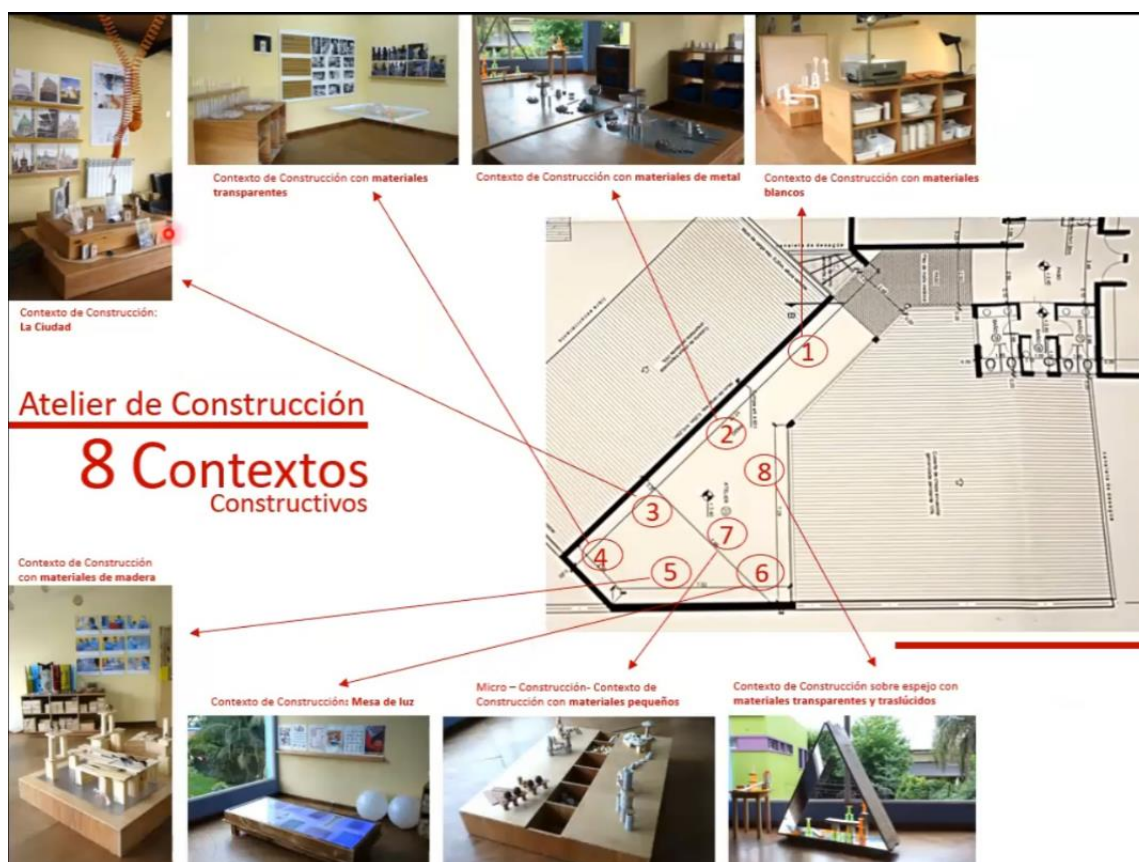 Contexto de Construcción con materiales
transparentes
Contexto de Construcción con materiales de metal
Contexto de Construcción con materiales
blancos
Contexto de Construcción:
La Ciudad
Atelier de Construcción
8 Contextos
Constructivos
1
2
3
4
5
6
7
8
B
ATELIER
Contexto de Construcción
con materiales de madera
Contexto de Construcción: Mesa de luz
Micro – Construcción- Contexto de
Construcción con materiales pequeños
Contexto de Construcción sobre espejo con
materiales transparentes y traslúcidos